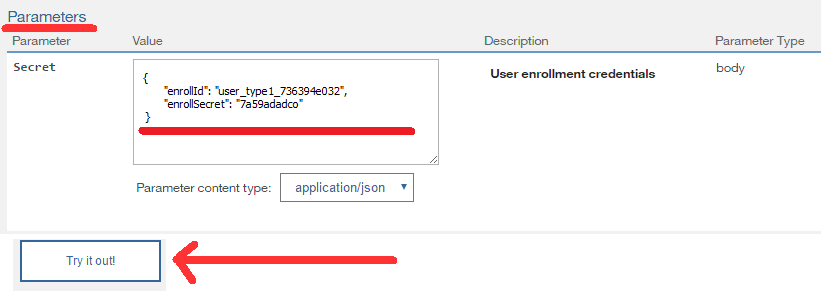 Parameters
Parameter Value Description Parameter Type
Secret
{
"enrollId": "user_type1_736394e032",
"enrollSecret": "7a59adadco"
}
User enrollment credentials
body
Parameter content type: application/json
Try it out!